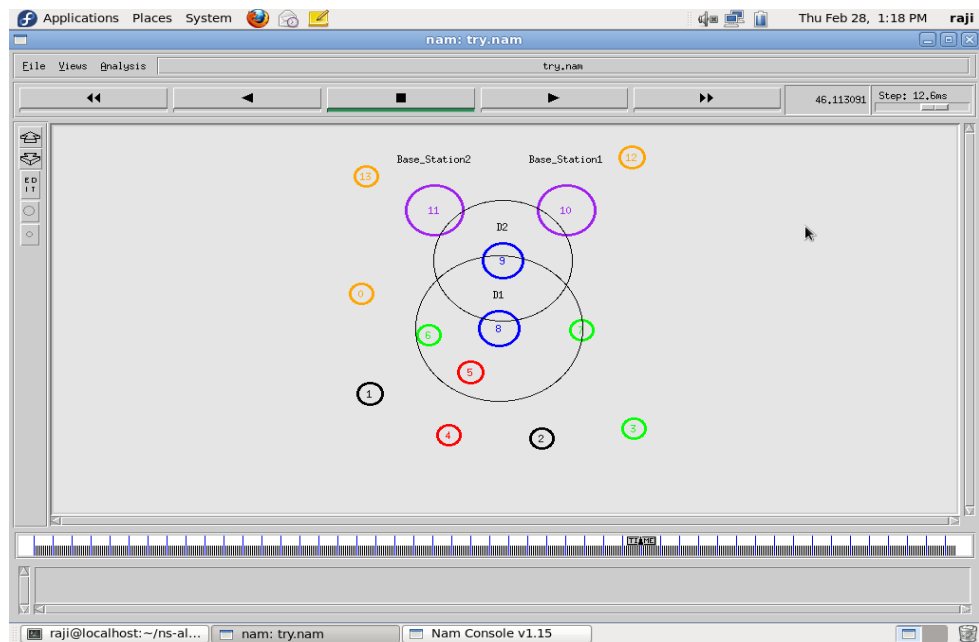 Applications Places System Thu Feb 28, 1:18 PM raji
nam: try.nam
File Views Analysis try.nam
46.113091 Step: 12.6ms
E D
I T
Base_Station2 Base_Station1 12
13
11 10
D2
9
0 D1
6 8 7
5
1
4 2 3
TIME
raji@localhost:~/ns-al... nam: try.nam Nam Console v1.15